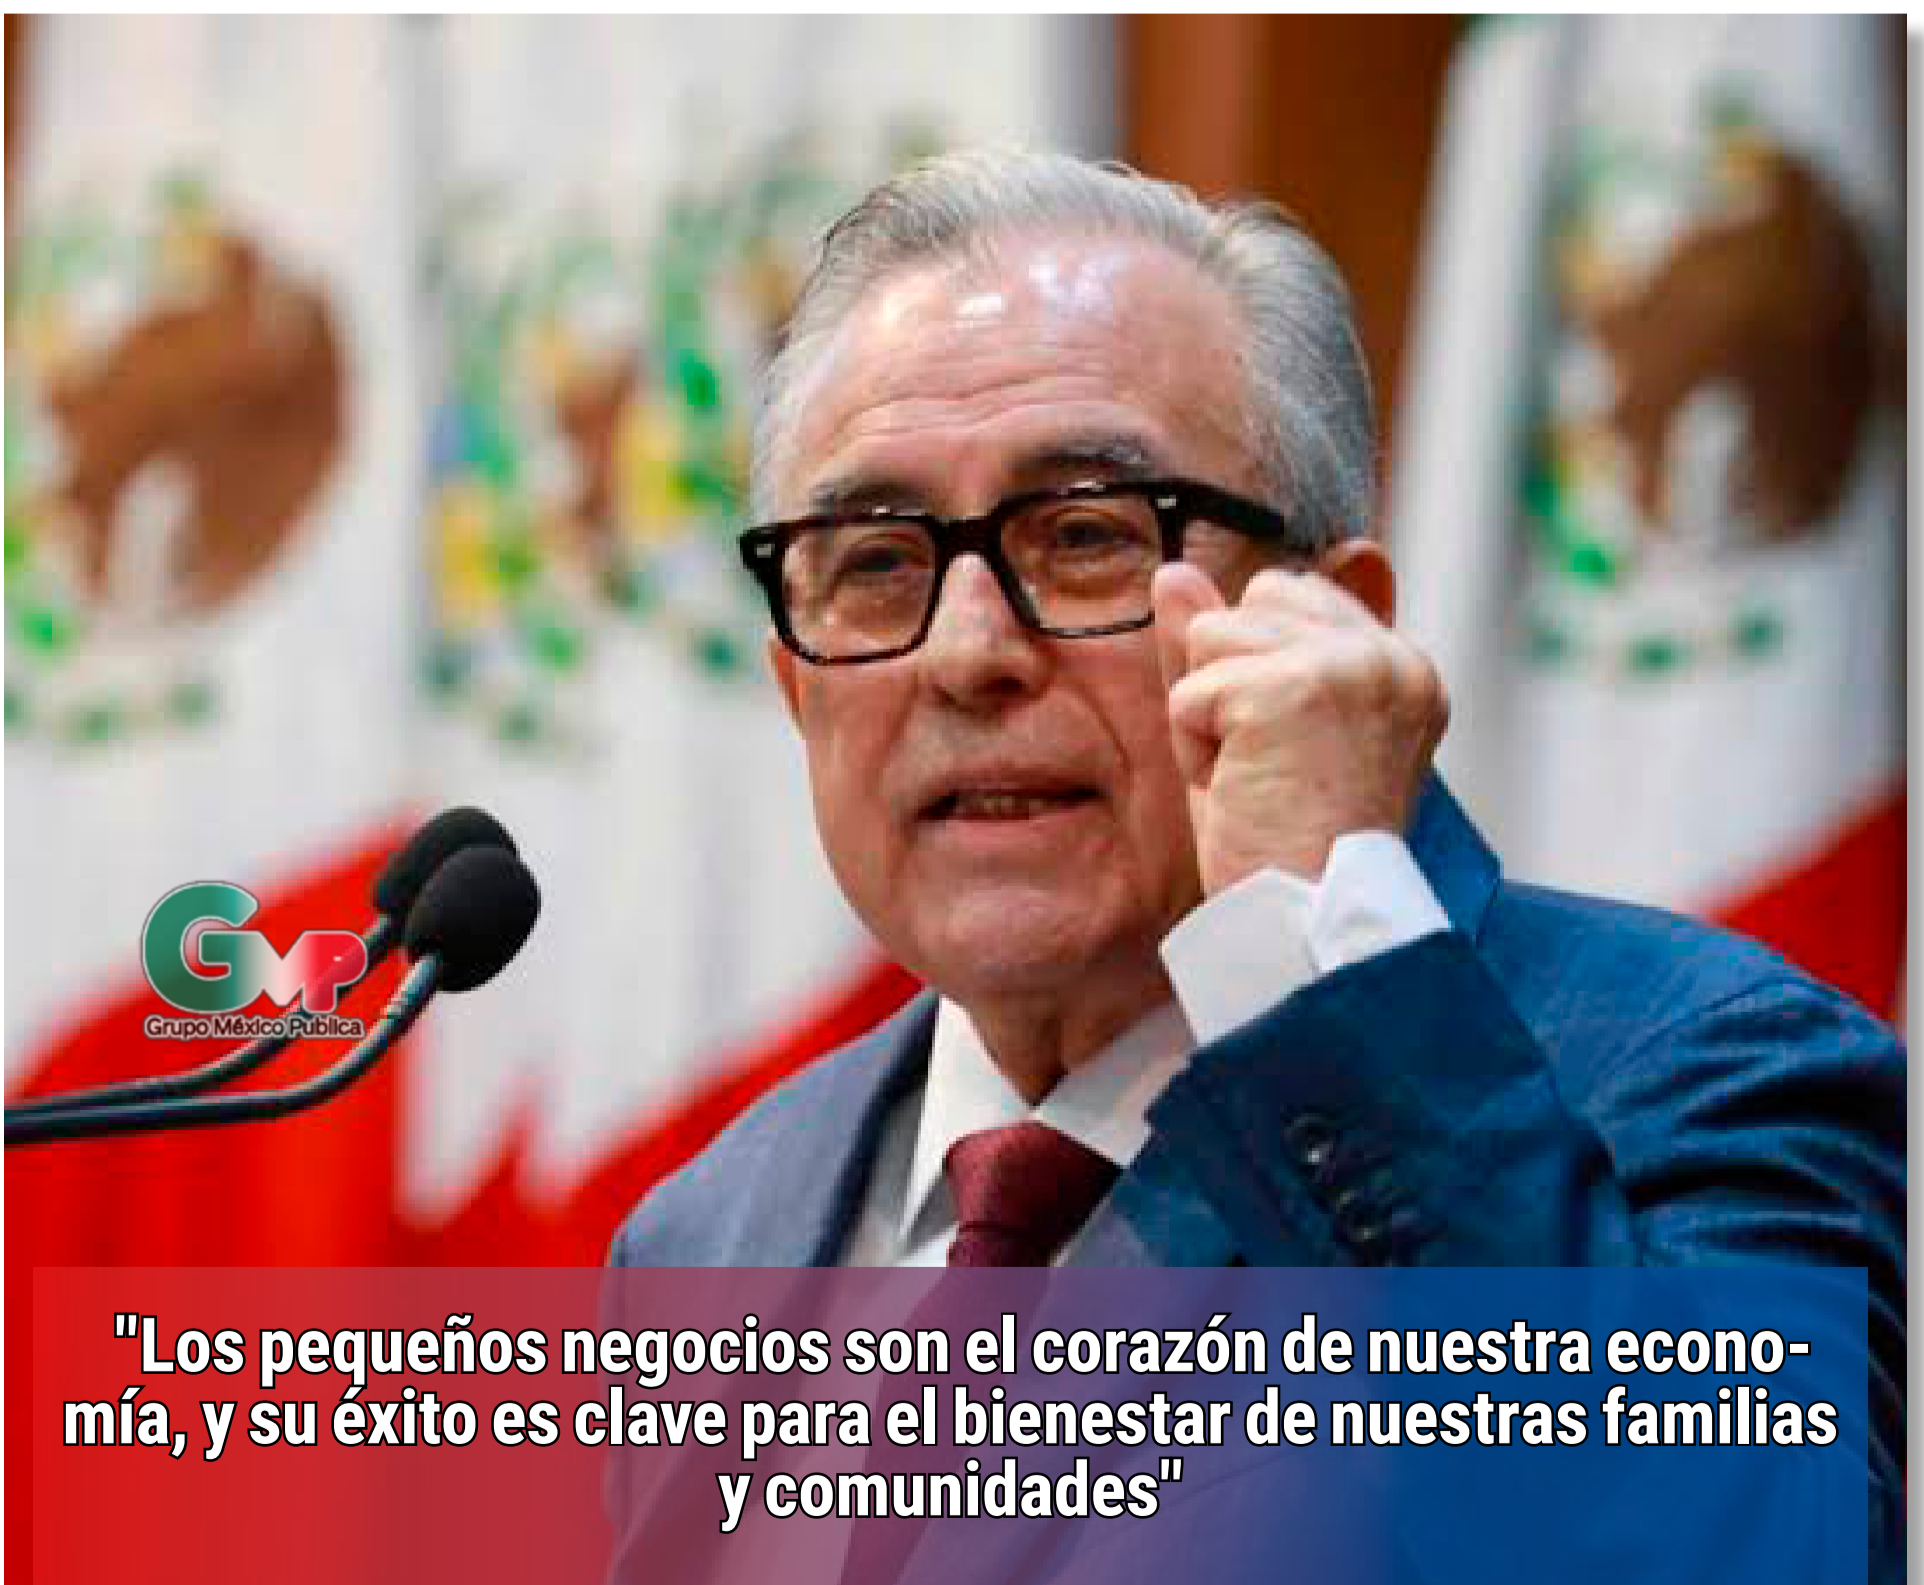 GMP
Grupo México Publica
"Los pequeños negocios son el corazón de nuestra econo-
mía, y su éxito es clave para el bienestar de nuestras familias
y comunidades"